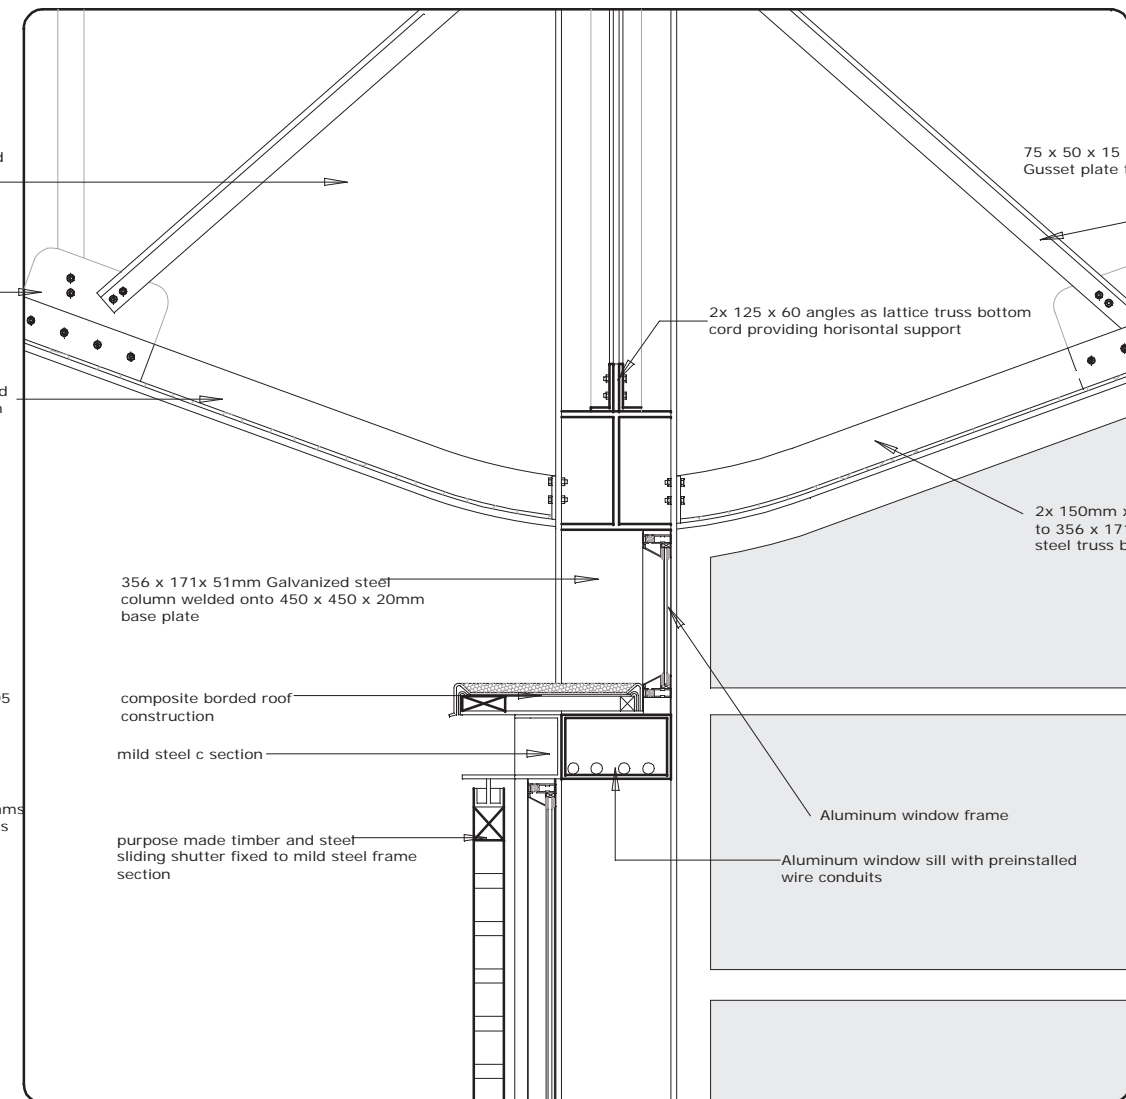 75 x 50 x 15
Gusset plate
2x 125 x 60 angles as lattice truss bottom
cord providing horisontal support
2x 150mm x
to 356 x 171
steel truss
356 x 171x 51mm Galvanized steel
column welded onto 450 x 450 x 20mm
base plate
composite borded roof
construction
mild steel c section
purpose made timber and steel
sliding shutter fixed to mild steel frame
section
Aluminum window frame
Aluminum window sill with preinstalled
wire conduits